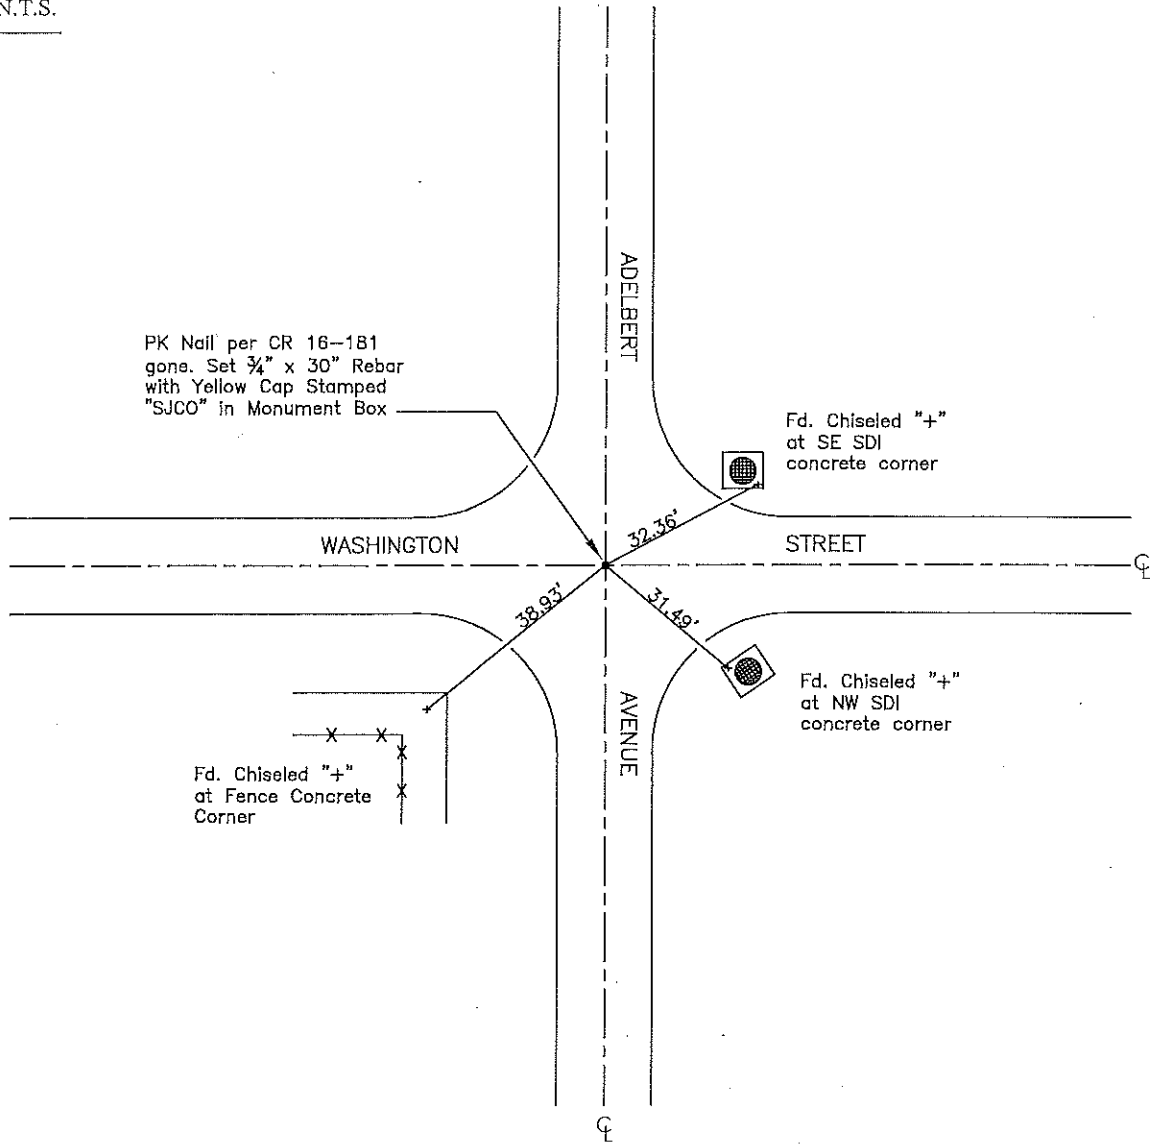 N.T.S.
ADELBERT
PK Nail per CR 16-181
gone. Set ¾" x 30" Rebar
with Yellow Cap Stamped
"SJCO" in Monument Box
Fd. Chiseled "+"
at SE SDI
concrete corner
32.36'
WASHINGTON
STREET
℄
38.93'
31.49'
Fd. Chiseled "+"
at NW SDI
concrete corner
AVENUE
Fd. Chiseled "+"
at Fence Concrete
Corner
℄